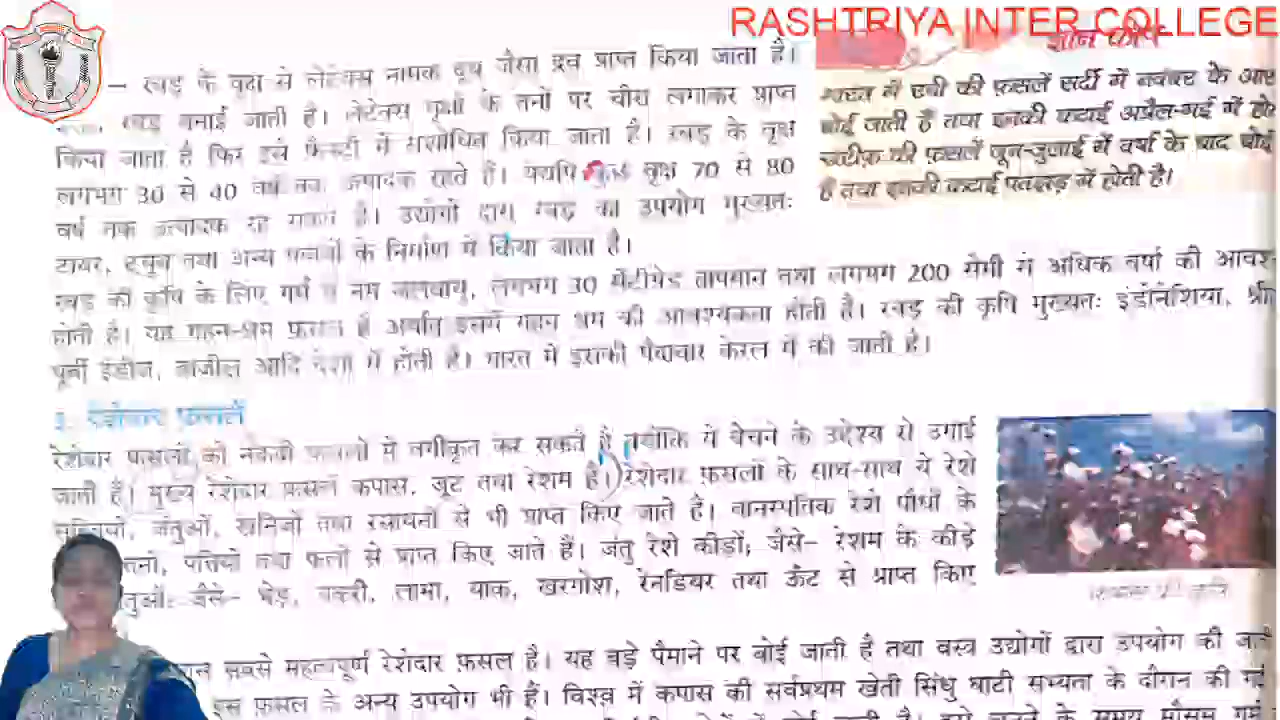 RASHTRIYA INTER COLLEGE
ज्ञान कोष
– रबड़ के वृक्ष से लेटेक्स नामक दूध जैसा द्रव प्राप्त किया जाता है।
रबड़ बनाई जाती है। लेटेक्स वृक्षों के तनों पर चीरा लगाकर प्राप्त
किया जाता है फिर इसे फ़ैक्ट्री में संशोधित किया जाता है। रबड़ के वृक्ष
लगभग 30 से 40 वर्ष तक उत्पादक रहते हैं। यद्यपि कुछ वृक्ष 70 से 80
वर्ष तक उत्पादक रह सकते हैं। उद्योगों द्वारा रबड़ का उपयोग मुख्यतः
टायर, ट्यूब तथा अन्य पदार्थों के निर्माण में किया जाता है।
भारत में रबी की फ़सलें सर्दी में नवंबर के आस
बोई जाती हैं तथा इनकी कटाई अप्रैल-मई में हो
खरीफ़ की फ़सलें जून-जुलाई में वर्षा के बाद बोई
हैं तथा इनकी कटाई पतझड़ में होती है।
रबड़ की कृषि के लिए गर्म व नम जलवायु, लगभग 30 सेंटीग्रेड तापमान तथा लगभग 200 सेमी से अधिक वर्षा की आवश्
होती है। यह गहन-श्रम फ़सल है अर्थात इसमें गहन श्रम की आवश्यकता होती है। रबड़ की कृषि मुख्यतः इंडोनेशिया,
पूर्वी इंडीज, ब्राजील आदि देशों में होती है। भारत में इसकी पैदावार केरल में की जाती है।
रेशेदार फ़सलें
रेशेदार फ़सलों को नकदी फ़सलों में वर्गीकृत कर सकते हैं क्योंकि ये बेचने के उद्देश्य से उगाई
जाती हैं। मुख्य रेशेदार फ़सलें कपास, जूट तथा रेशम हैं। रेशेदार फ़सलों के साथ-साथ ये रेशे
सब्जियों, जंतुओं, खनिजों तथा रसायनों से भी प्राप्त किए जाते हैं। वानस्पतिक रेशे पौधों के
तनों, पत्तियों तथा फलों से प्राप्त किए जाते हैं। जंतु रेशे कीड़ों, जैसे– रेशम के कीड़े
तुओं; जैसे– भेड़, बकरी, लामा, याक, खरगोश, रेनडियर तथा ऊँट से प्राप्त किए
कपास की कृषि
सबसे महत्वपूर्ण रेशेदार फ़सल है। यह बड़े पैमाने पर बोई जाती है तथा वस्त्र उद्योगों द्वारा उपयोग की जाती
इस फ़सल के अन्य उपयोग भी हैं। विश्व में कपास की सर्वप्रथम खेती सिंधु घाटी सभ्यता के दौरान की गई
के समय मौसम गर्म